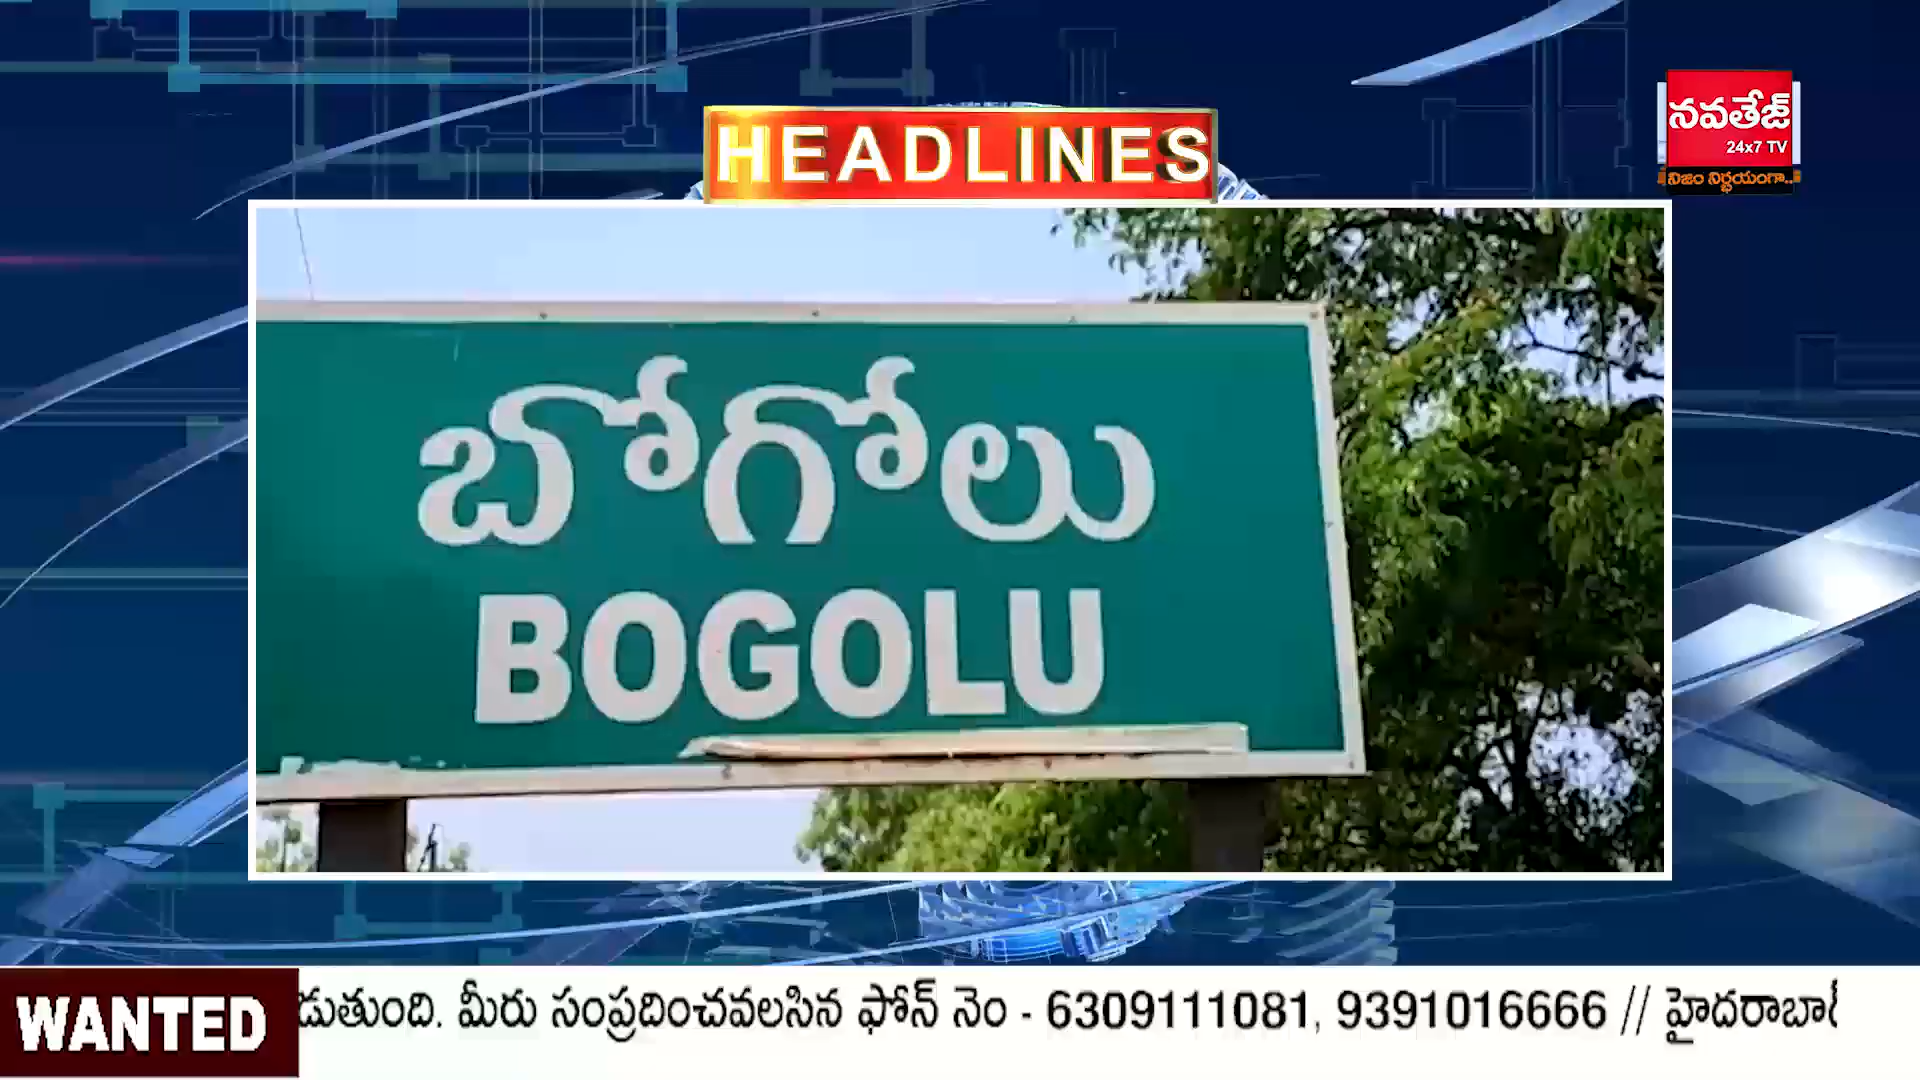 HEADLINES
నవతేజ్
24x7 TV
నిజం నిర్భయంగా..
బోగోలు
BOGOLU
WANTED
డుతుంది. మీరు సంప్రదించవలసిన ఫోన్ నెం - 6309111081, 9391016666 // హైదరాబాద్